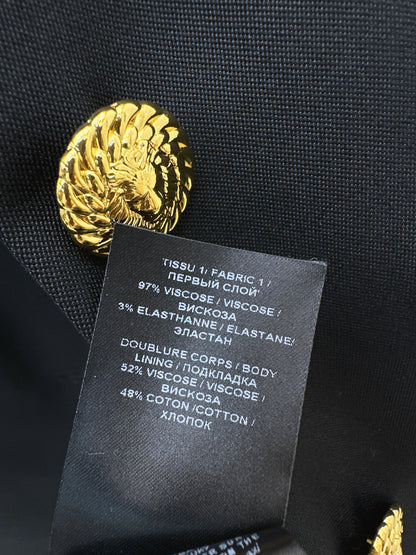 TISSU 1/ FABRIC 1 /
ПЕРВЫЙ СЛОЙ
97% VISCOSE / VISCOSE /
ВИСКОЗА
3% ELASTHANNE / ELASTANE/
ЭЛАСТАН
DOUBLURE CORPS / BODY
LINING / ПОДКЛАДКА
52% VISCOSE / VISCOSE /
ВИСКОЗА
48% COTON /COTTON /
ХЛОПОК